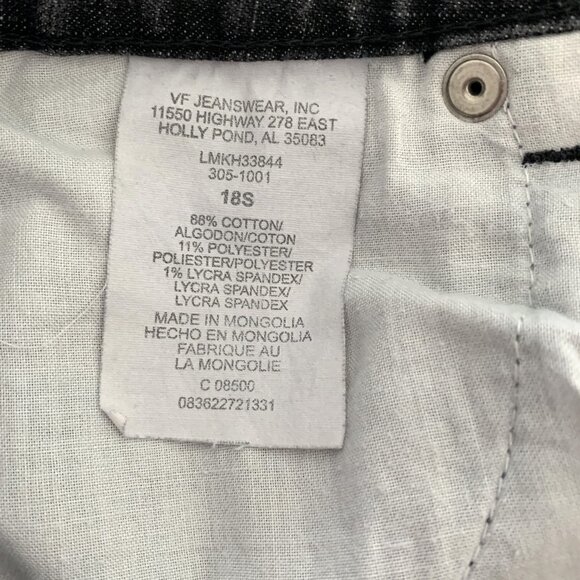 VF JEANSWEAR, INC
11550 HIGHWAY 278 EAST
HOLLY POND, AL 35083
LMKH33844
305-1001
18S
88% COTTON/
ALGODON/COTON
11% POLYESTER/
POLIESTER/POLYESTER
1% LYCRA SPANDEX/
LYCRA SPANDEX/
LYCRA SPANDEX
MADE IN MONGOLIA
HECHO EN MONGOLIA
FABRIQUE AU
LA MONGOLIE
C 08500
083622721331